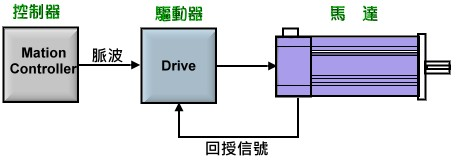 控制器
驅動器
馬 達
Mation
Controller
脈波
Drive
回授信號